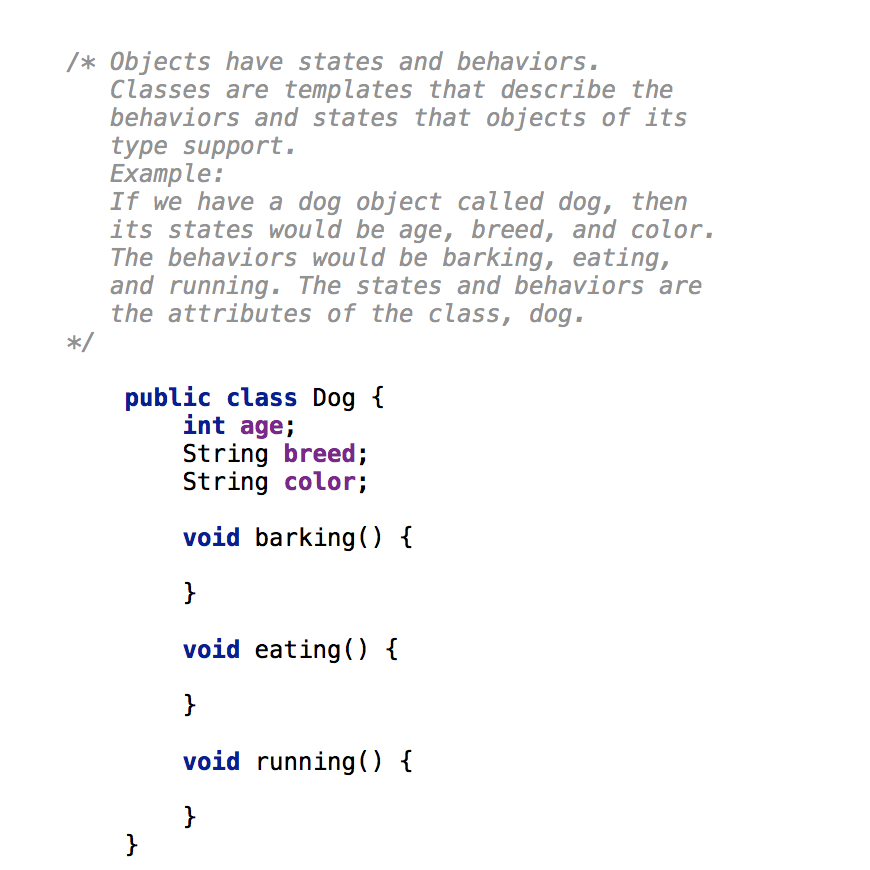 /* Objects have states and behaviors.
   Classes are templates that describe the
   behaviors and states that objects of its
   type support.
   Example:
   If we have a dog object called dog, then
   its states would be age, breed, and color.
   The behaviors would be barking, eating,
   and running. The states and behaviors are
   the attributes of the class, dog.
*/
    public class Dog {
        int age;
        String breed;
        String color;
        void barking() {
        }
        void eating() {
        }
        void running() {
        }
    }